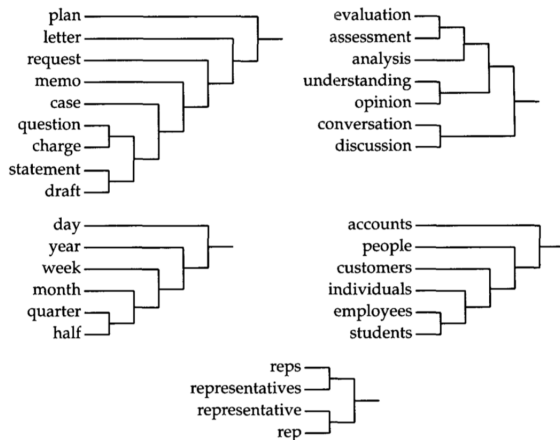 plan
letter
request
memo
case
question
charge
statement
draft
evaluation
assessment
analysis
understanding
opinion
conversation
discussion
day
year
week
month
quarter
half
accounts
people
customers
individuals
employees
students
reps
representatives
representative
rep